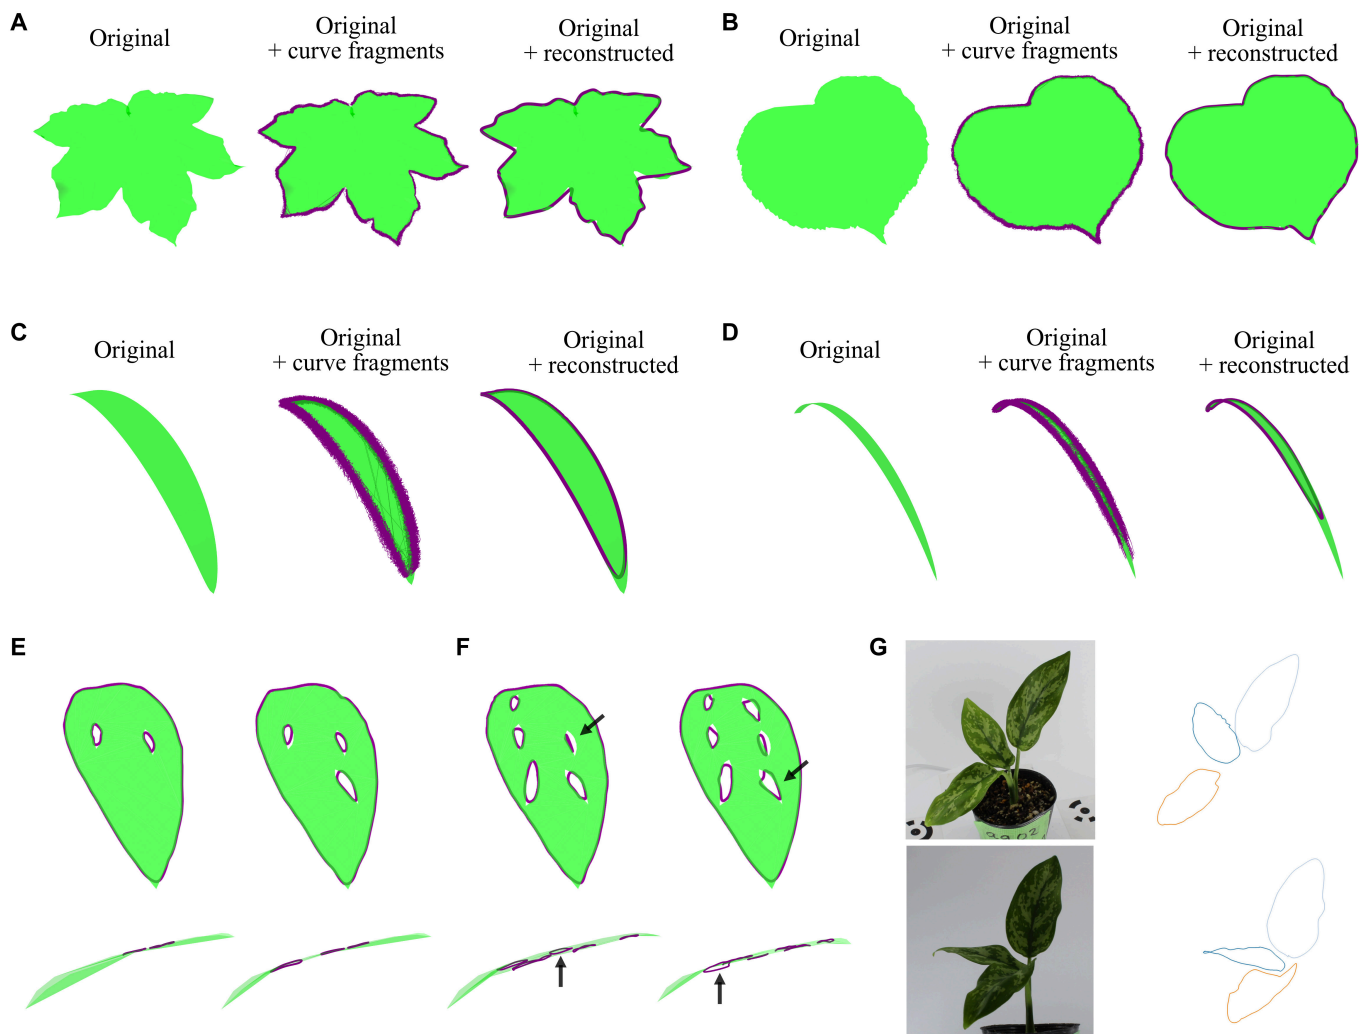 A
Original
Original
+ curve fragments
Original
+ reconstructed
B
Original
Original
+ curve fragments
Original
+ reconstructed
C
Original
Original
+ curve fragments
Original
+ reconstructed
D
Original
Original
+ curve fragments
Original
+ reconstructed
E
F
G